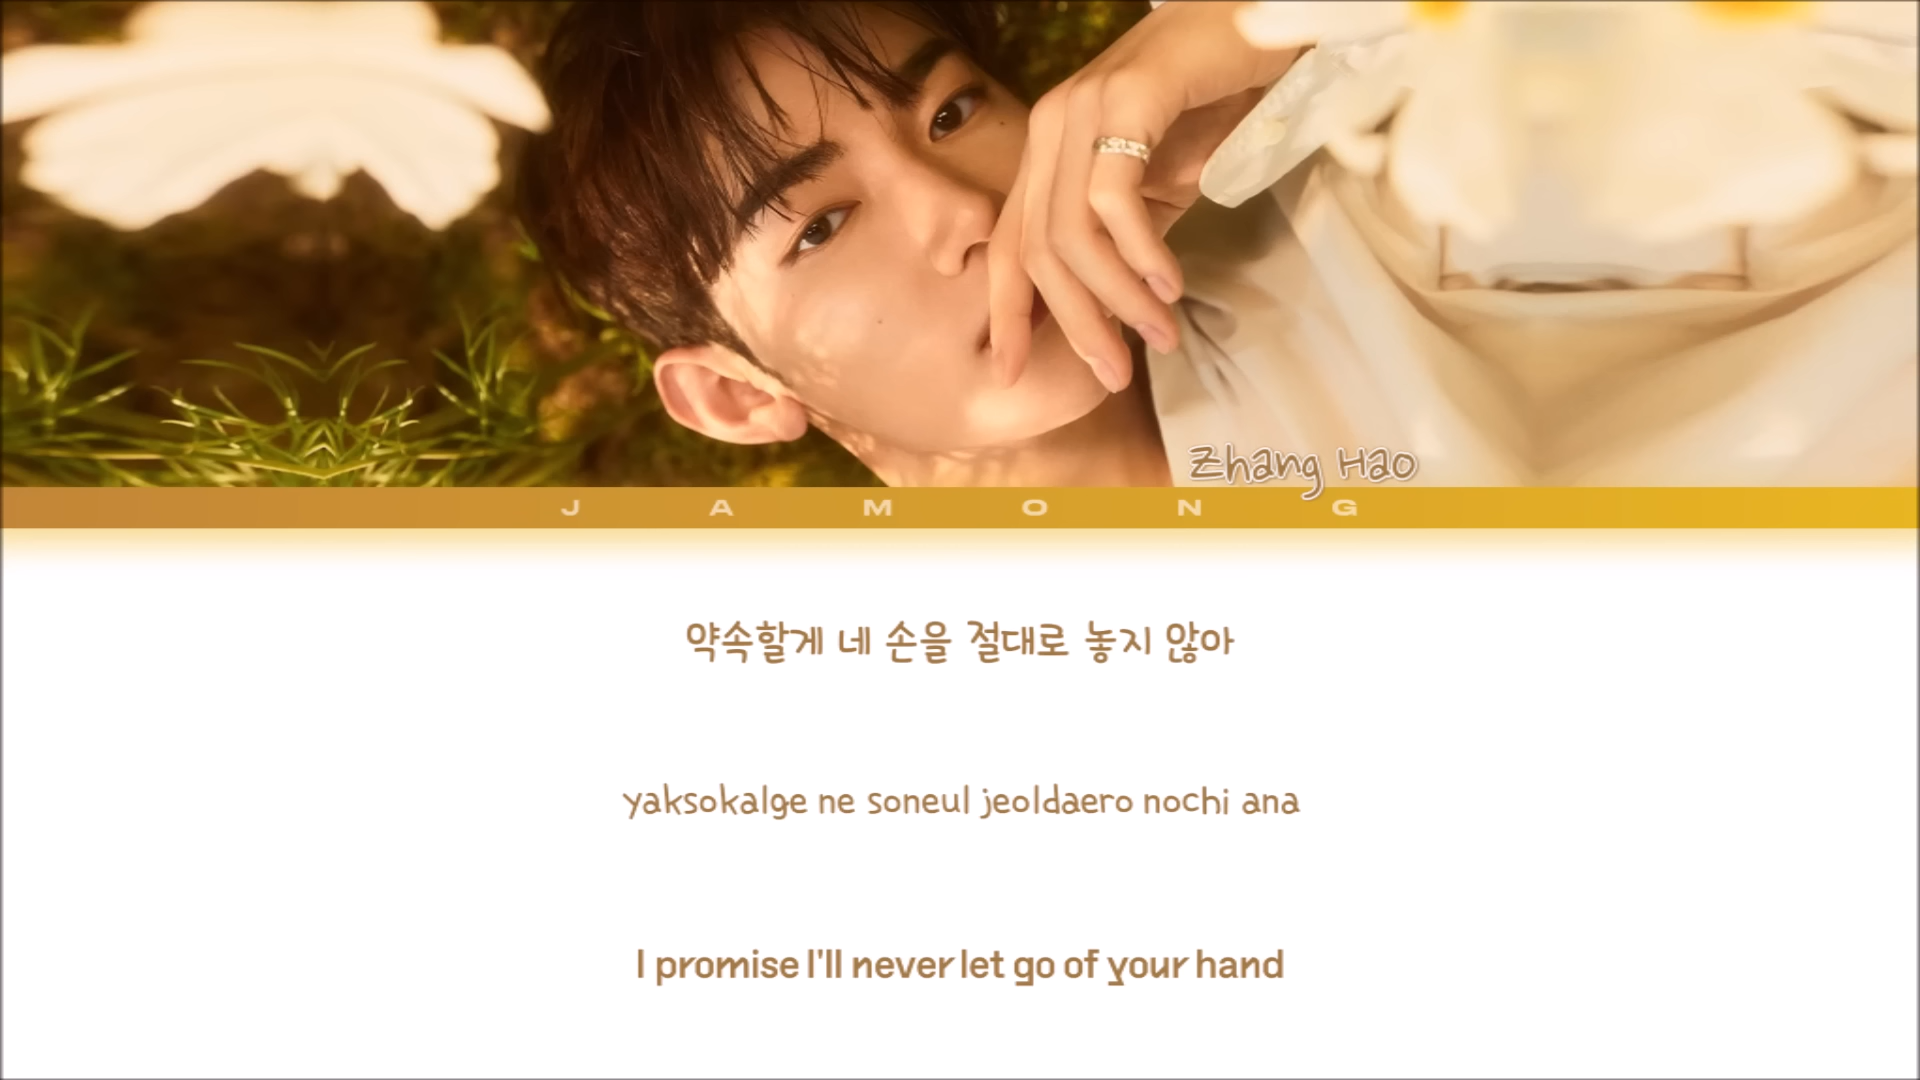 Zhang Hao
J A M O N G
약속할게 네 손을 절대로 놓지 않아
yaksokalge ne soneul jeoldaero nochi ana
I promise I'll never let go of your hand